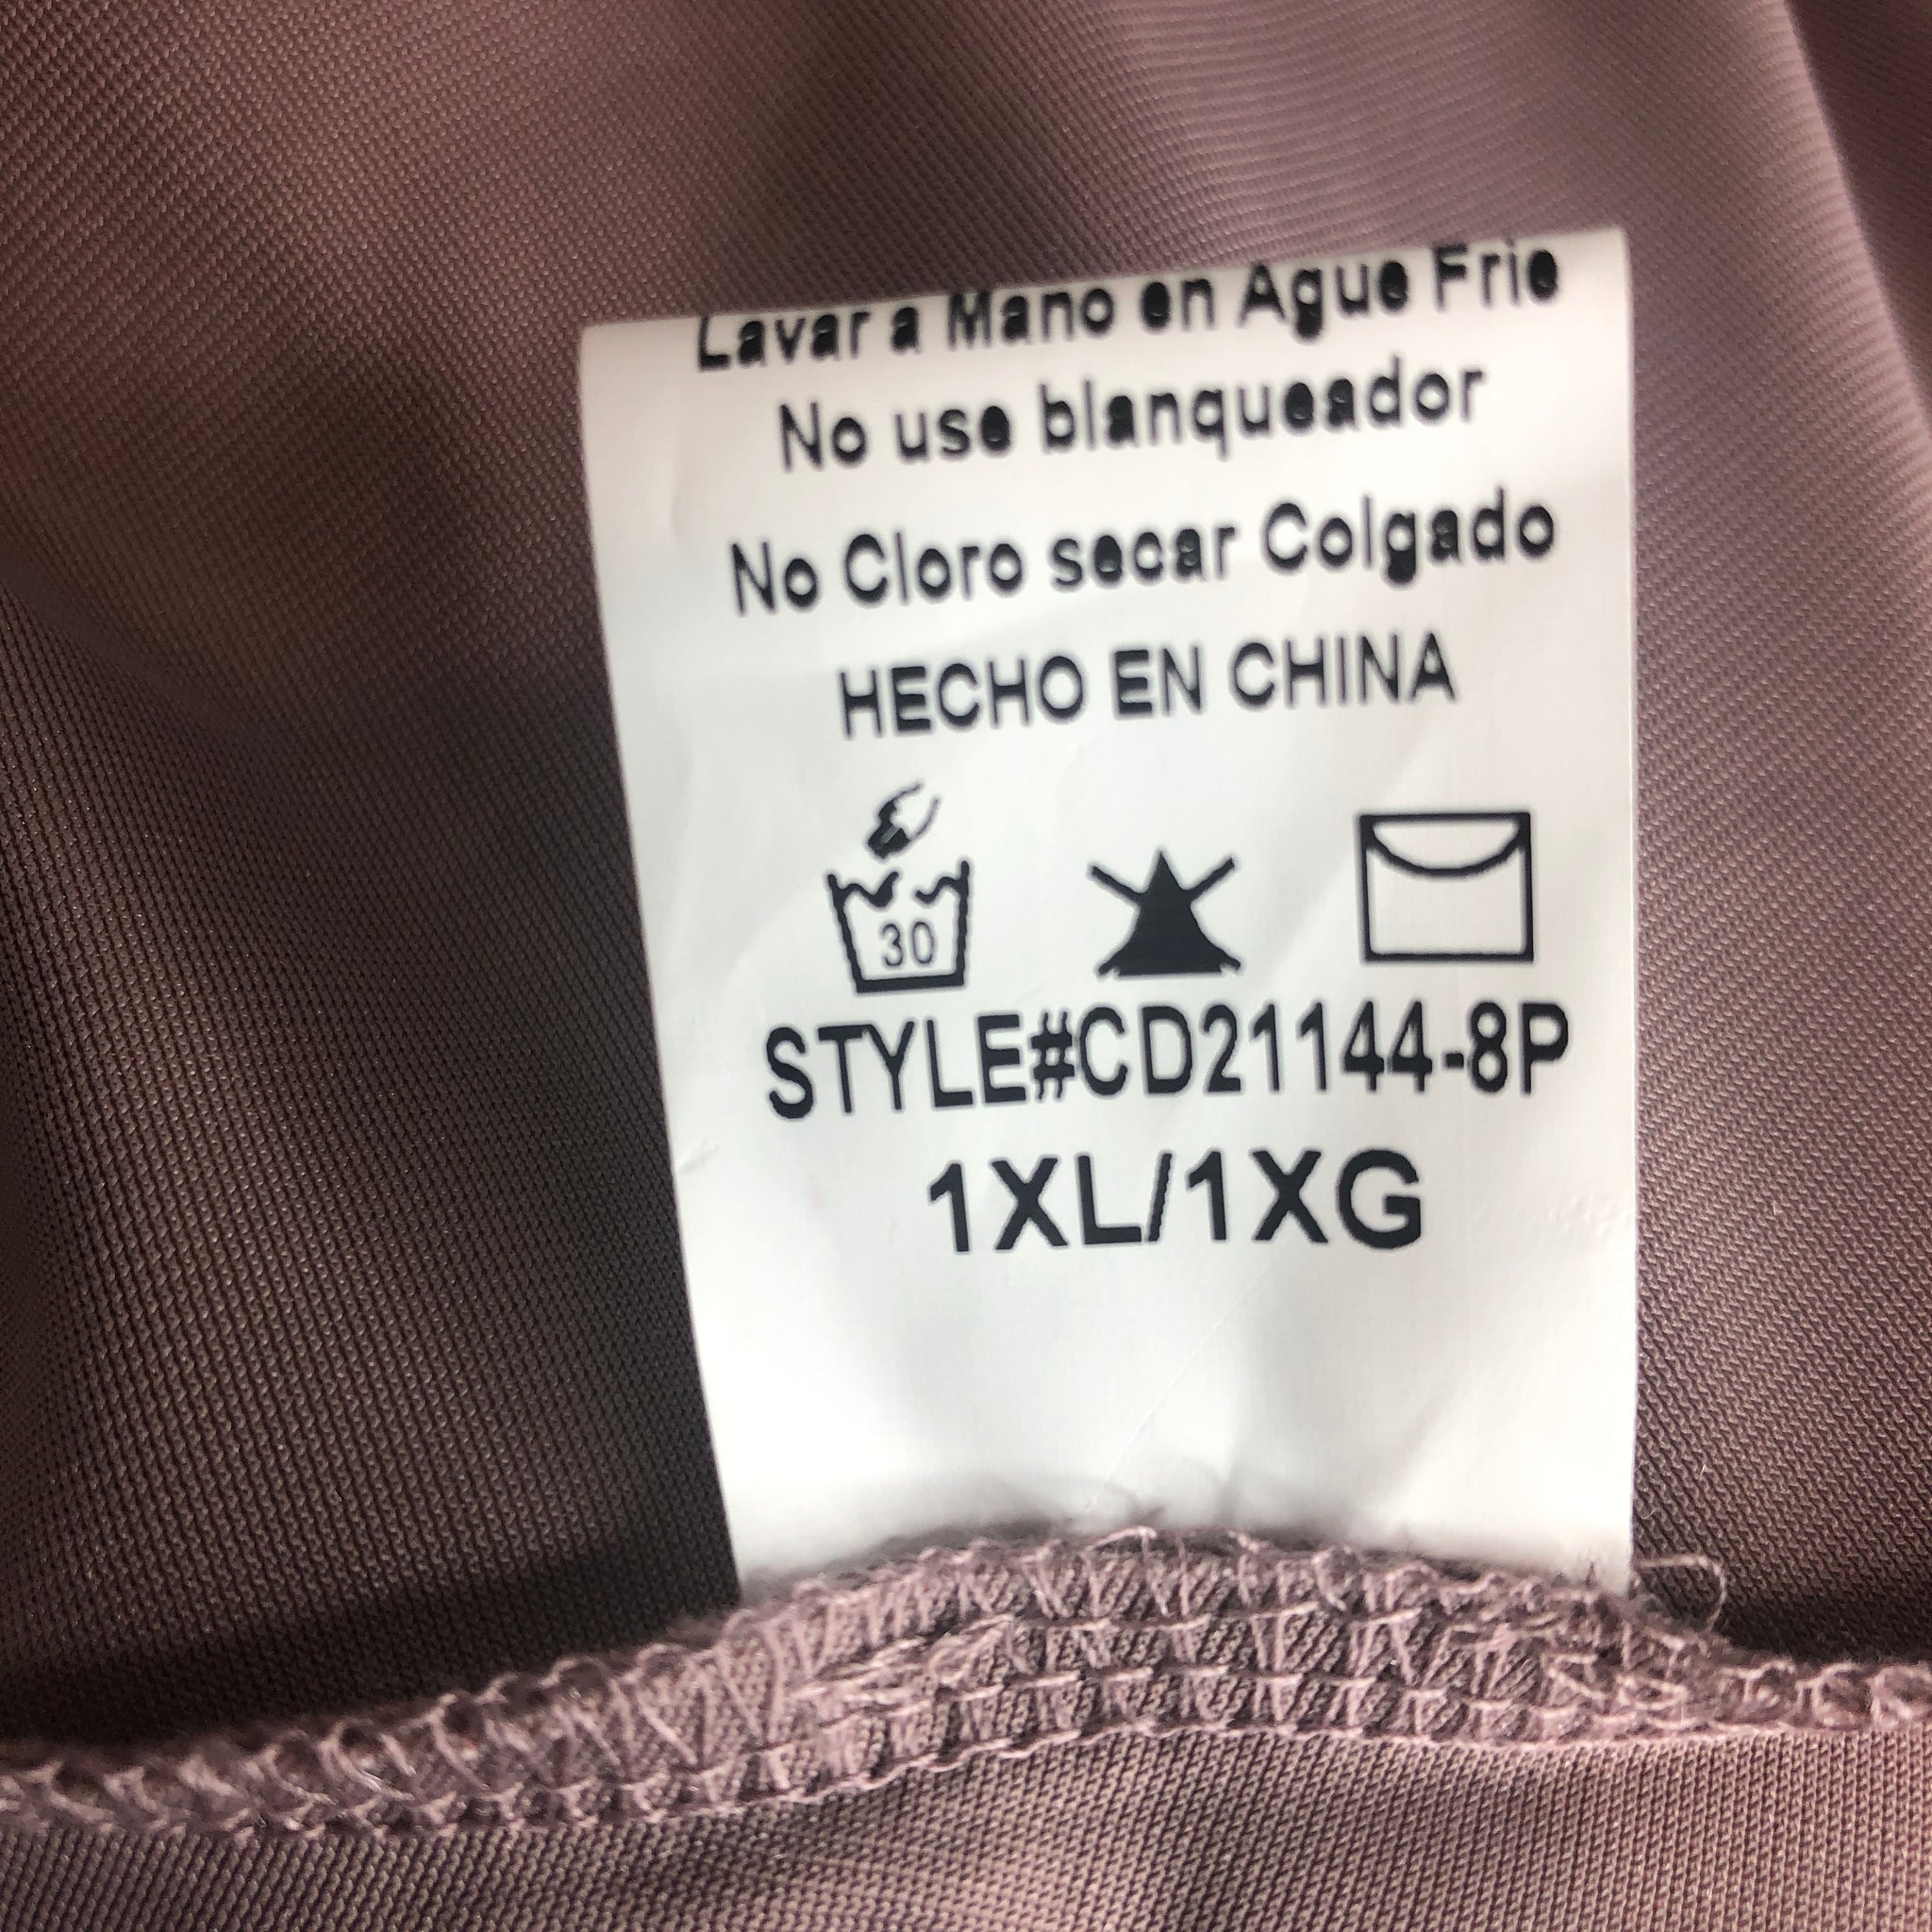 Lavar a Mano en Ague Frie
No use blanqueador
No Cloro secar Colgado
HECHO EN CHINA
30
STYLE#CD21144-8P
1XL/1XG